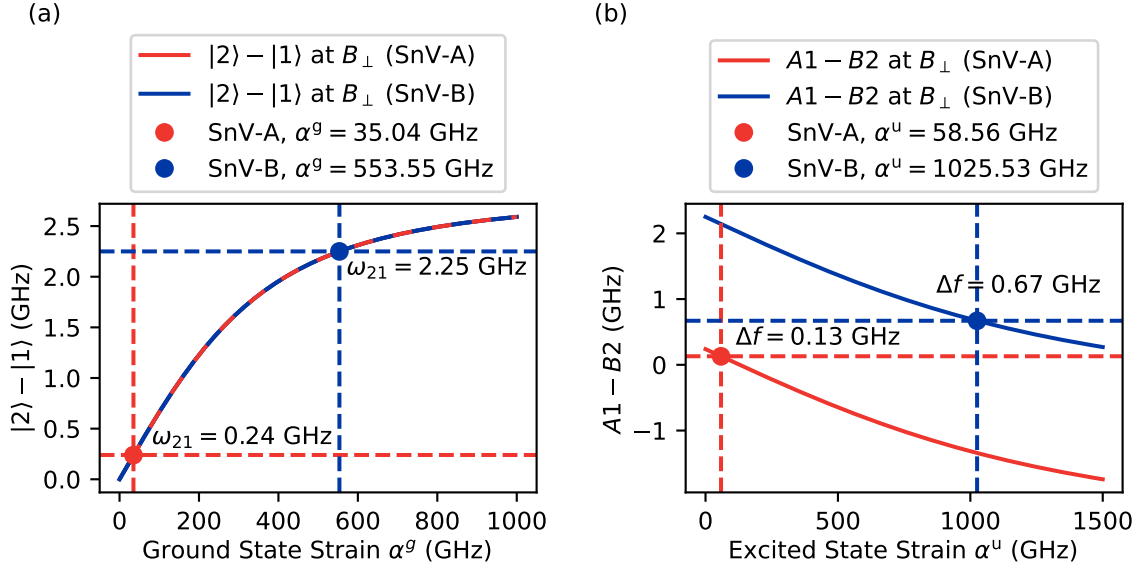 (a)
|2⟩ − |1⟩ at B⊥ (SnV-A)
|2⟩ − |1⟩ at B⊥ (SnV-B)
SnV-A, αᵍ = 35.04 GHz
SnV-B, αᵍ = 553.55 GHz
|2⟩ − |1⟩ (GHz)
2.5
2.0
1.5
1.0
0.5
0.0
ω₂₁ = 2.25 GHz
ω₂₁ = 0.24 GHz
0 200 400 600 800 1000
Ground State Strain αᵍ (GHz)
(b)
A1 − B2 at B⊥ (SnV-A)
A1 − B2 at B⊥ (SnV-B)
SnV-A, αᵘ = 58.56 GHz
SnV-B, αᵘ = 1025.53 GHz
A1 − B2 (GHz)
2
1
0
−1
Δf = 0.67 GHz
Δf = 0.13 GHz
0 500 1000 1500
Excited State Strain αᵘ (GHz)